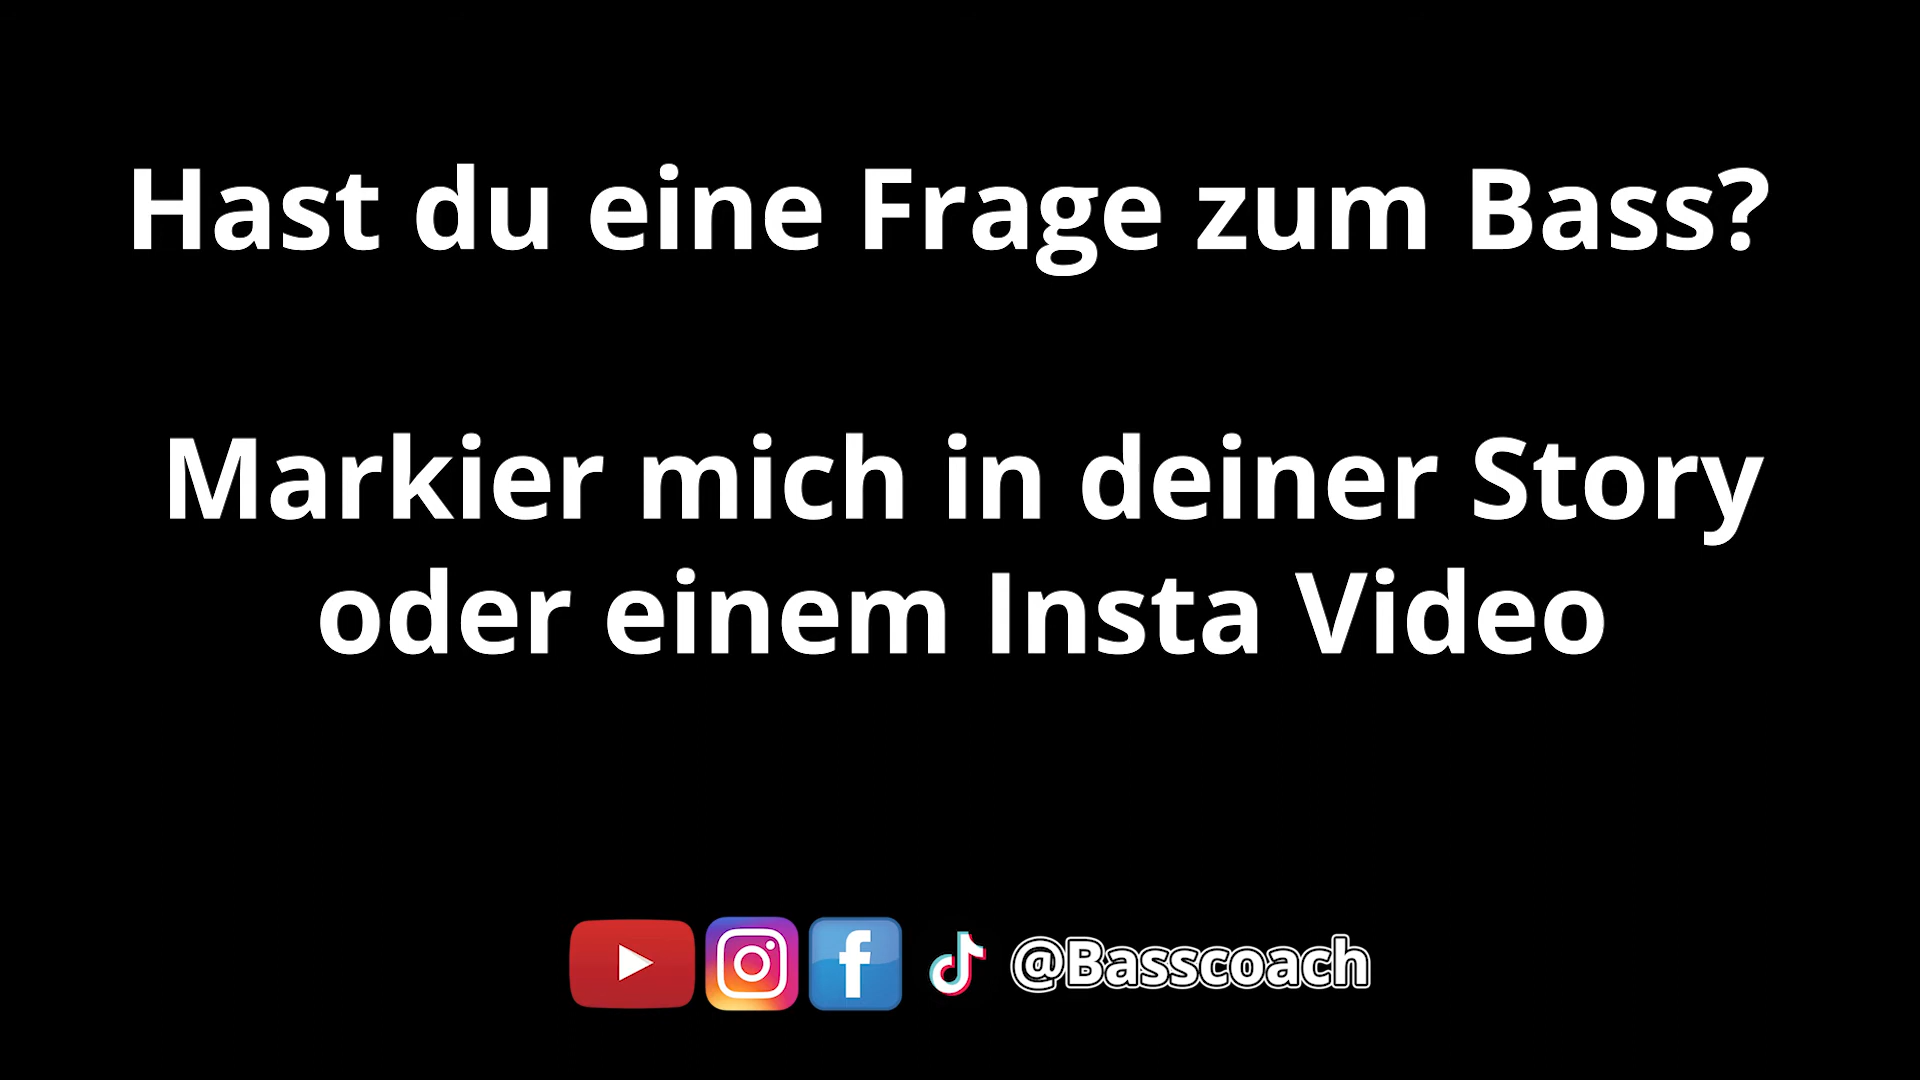 Hast du eine Frage zum Bass?
Markier mich in deiner Story
oder einem Insta Video
@Basscoach